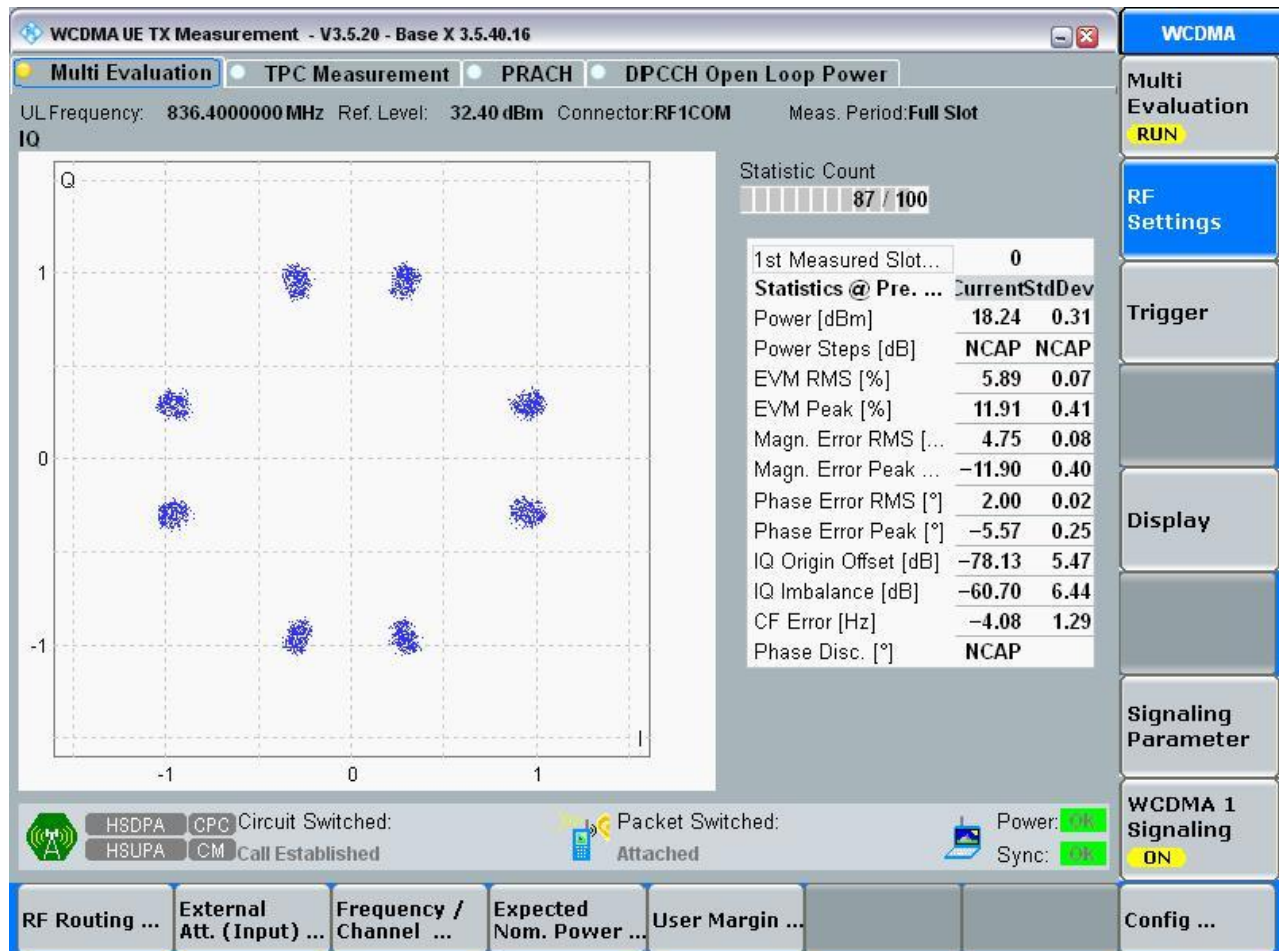 WCDMA UE TX Measurement - V3.5.20 - Base X 3.5.40.16
WCDMA
Multi Evaluation
TPC Measurement
PRACH
DPCCH Open Loop Power
UL Frequency: 836.4000000 MHz Ref. Level: 32.40 dBm Connector:RF1COM Meas. Period:Full Slot
IQ
Q
1
0
-1
-1 0 1
I
Statistic Count
87 / 100
1st Measured Slot... 0
Statistics @ Pre. ... Current StdDev
Power [dBm] 18.24 0.31
Power Steps [dB] NCAP NCAP
EVM RMS [%] 5.89 0.07
EVM Peak [%] 11.91 0.41
Magn. Error RMS [... 4.75 0.08
Magn. Error Peak ... −11.90 0.40
Phase Error RMS [°] 2.00 0.02
Phase Error Peak [°] −5.57 0.25
IQ Origin Offset [dB] −78.13 5.47
IQ Imbalance [dB] −60.70 6.44
CF Error [Hz] −4.08 1.29
Phase Disc. [°] NCAP
Multi
Evaluation
RUN
RF
Settings
Trigger
Display
Signaling
Parameter
WCDMA 1
Signaling
ON
HSDPA CPC Circuit Switched:
HSUPA CM Call Established
Packet Switched:
Attached
Power: Ok
Sync: Ok
RF Routing ...
External
Att. (Input) ...
Frequency /
Channel ...
Expected
Nom. Power ...
User Margin ...
Config ...